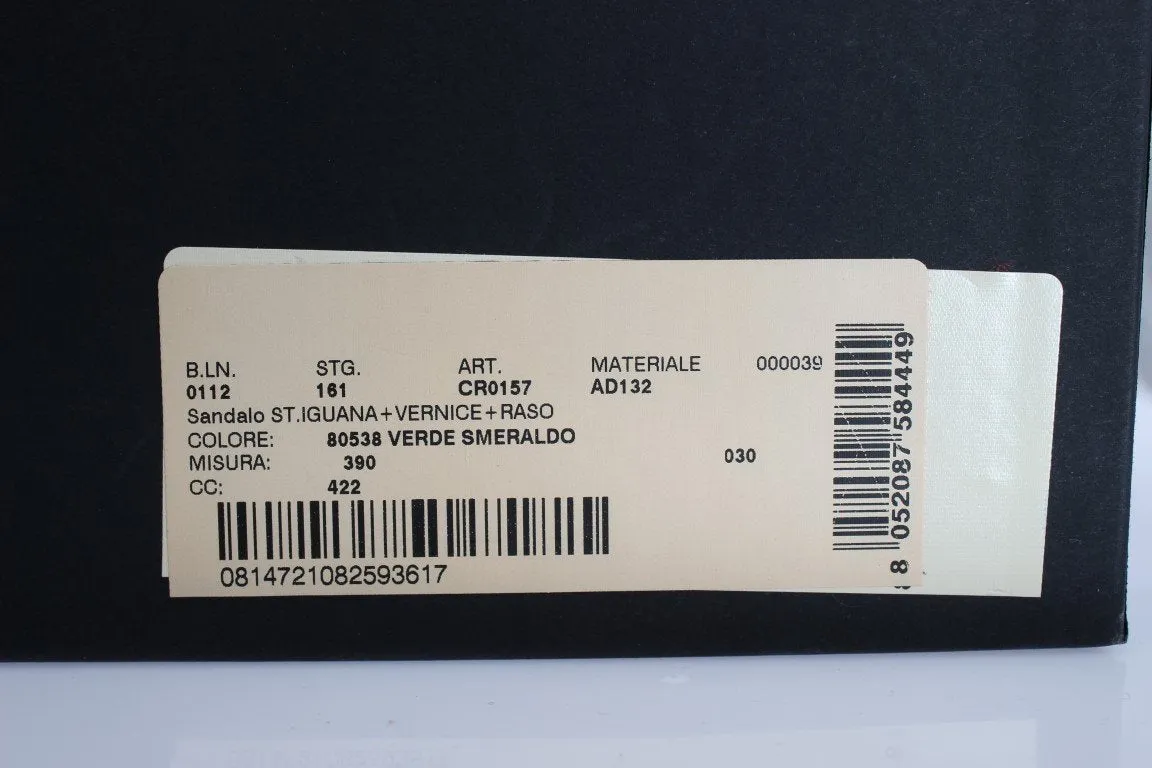 B.LN. STG. ART. MATERIALE 000039
0112 161 CR0157 AD132
Sandalo ST.IGUANA+VERNICE+RASO
COLORE: 80538 VERDE SMERALDO
MISURA: 390 030
CC: 422
0814721082593617
8 052087 584449